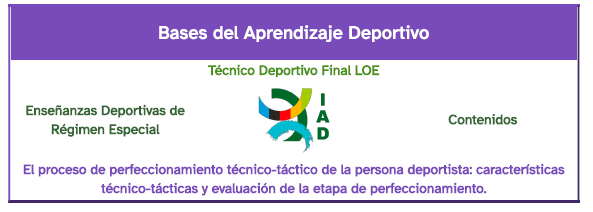 Bases del Aprendizaje Deportivo
Técnico Deportivo Final LOE
Enseñanzas Deportivas de
Régimen Especial
IAD
Contenidos
El proceso de perfeccionamiento técnico-táctico de la persona deportista: características
técnico-tácticas y evaluación de la etapa de perfeccionamiento.